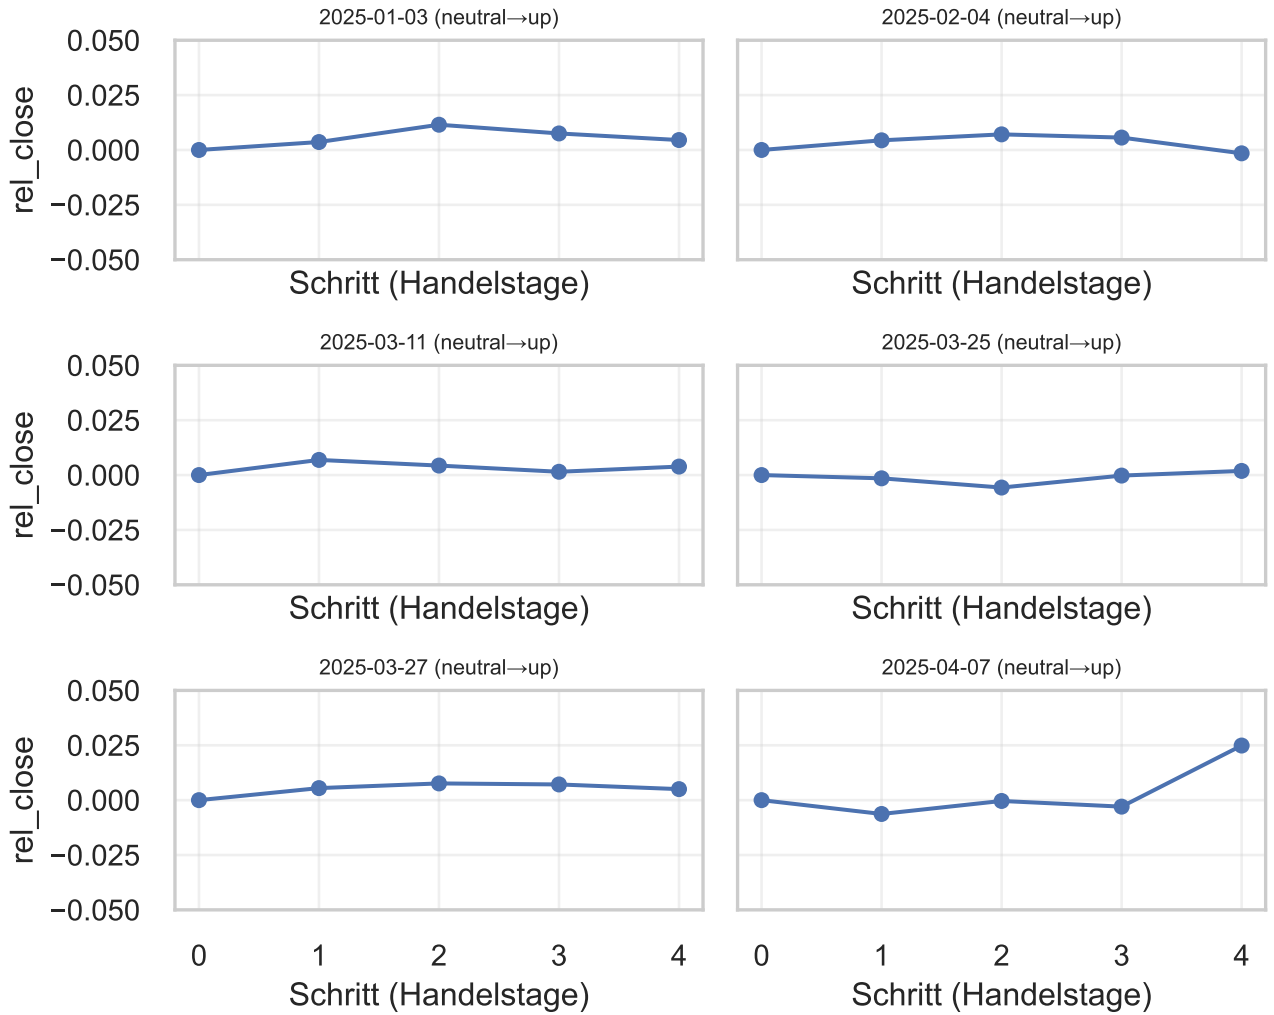 2025-01-03 (neutral→up)
0.050
0.025
0.000
−0.025
−0.050
rel_close
Schritt (Handelstage)
2025-02-04 (neutral→up)
Schritt (Handelstage)
2025-03-11 (neutral→up)
0.050
0.025
0.000
−0.025
−0.050
rel_close
Schritt (Handelstage)
2025-03-25 (neutral→up)
Schritt (Handelstage)
2025-03-27 (neutral→up)
0.050
0.025
0.000
−0.025
−0.050
rel_close
0 1 2 3 4
Schritt (Handelstage)
2025-04-07 (neutral→up)
0 1 2 3 4
Schritt (Handelstage)